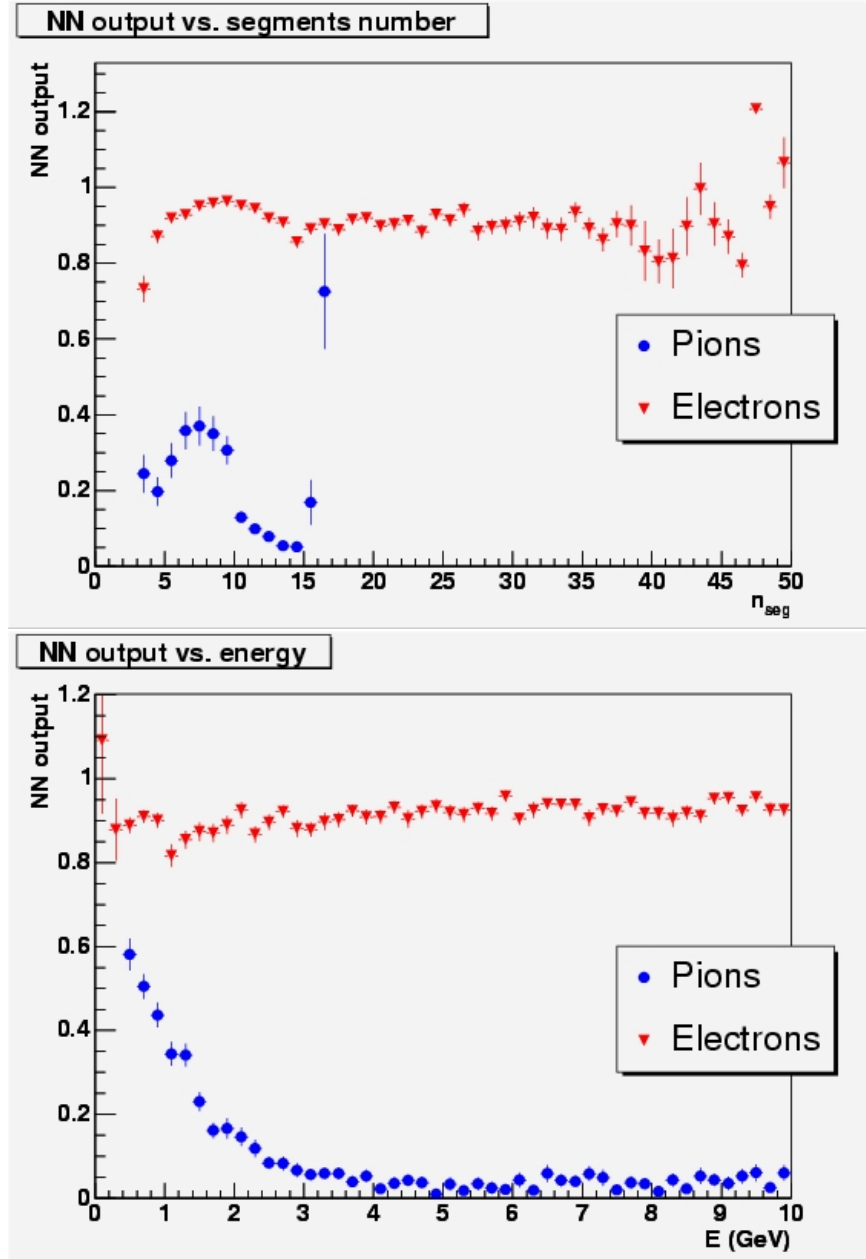 NN output vs. segments number
NN output
1.2
1
0.8
0.6
0.4
0.2
0
0 5 10 15 20 25 30 35 40 45 50
n_seg
Pions
Electrons
NN output vs. energy
NN output
1.2
1
0.8
0.6
0.4
0.2
0
0 1 2 3 4 5 6 7 8 9 10
E (GeV)
Pions
Electrons